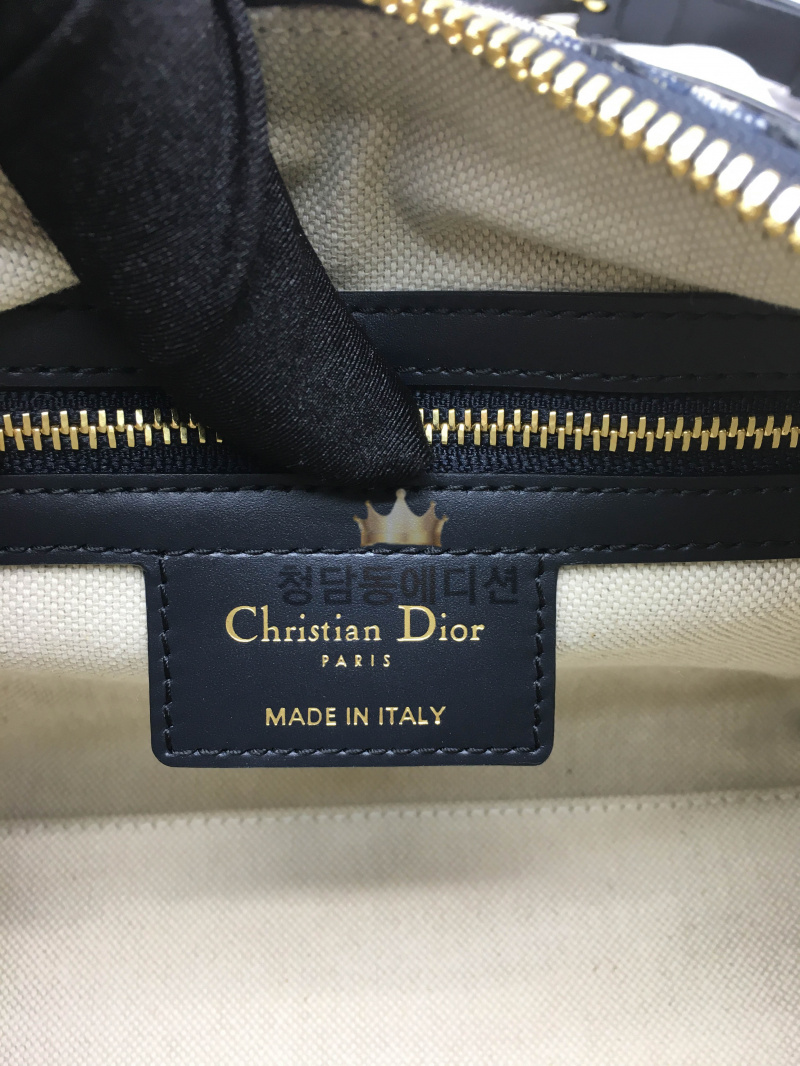 청담동에디션
Christian Dior
PARIS
MADE IN ITALY